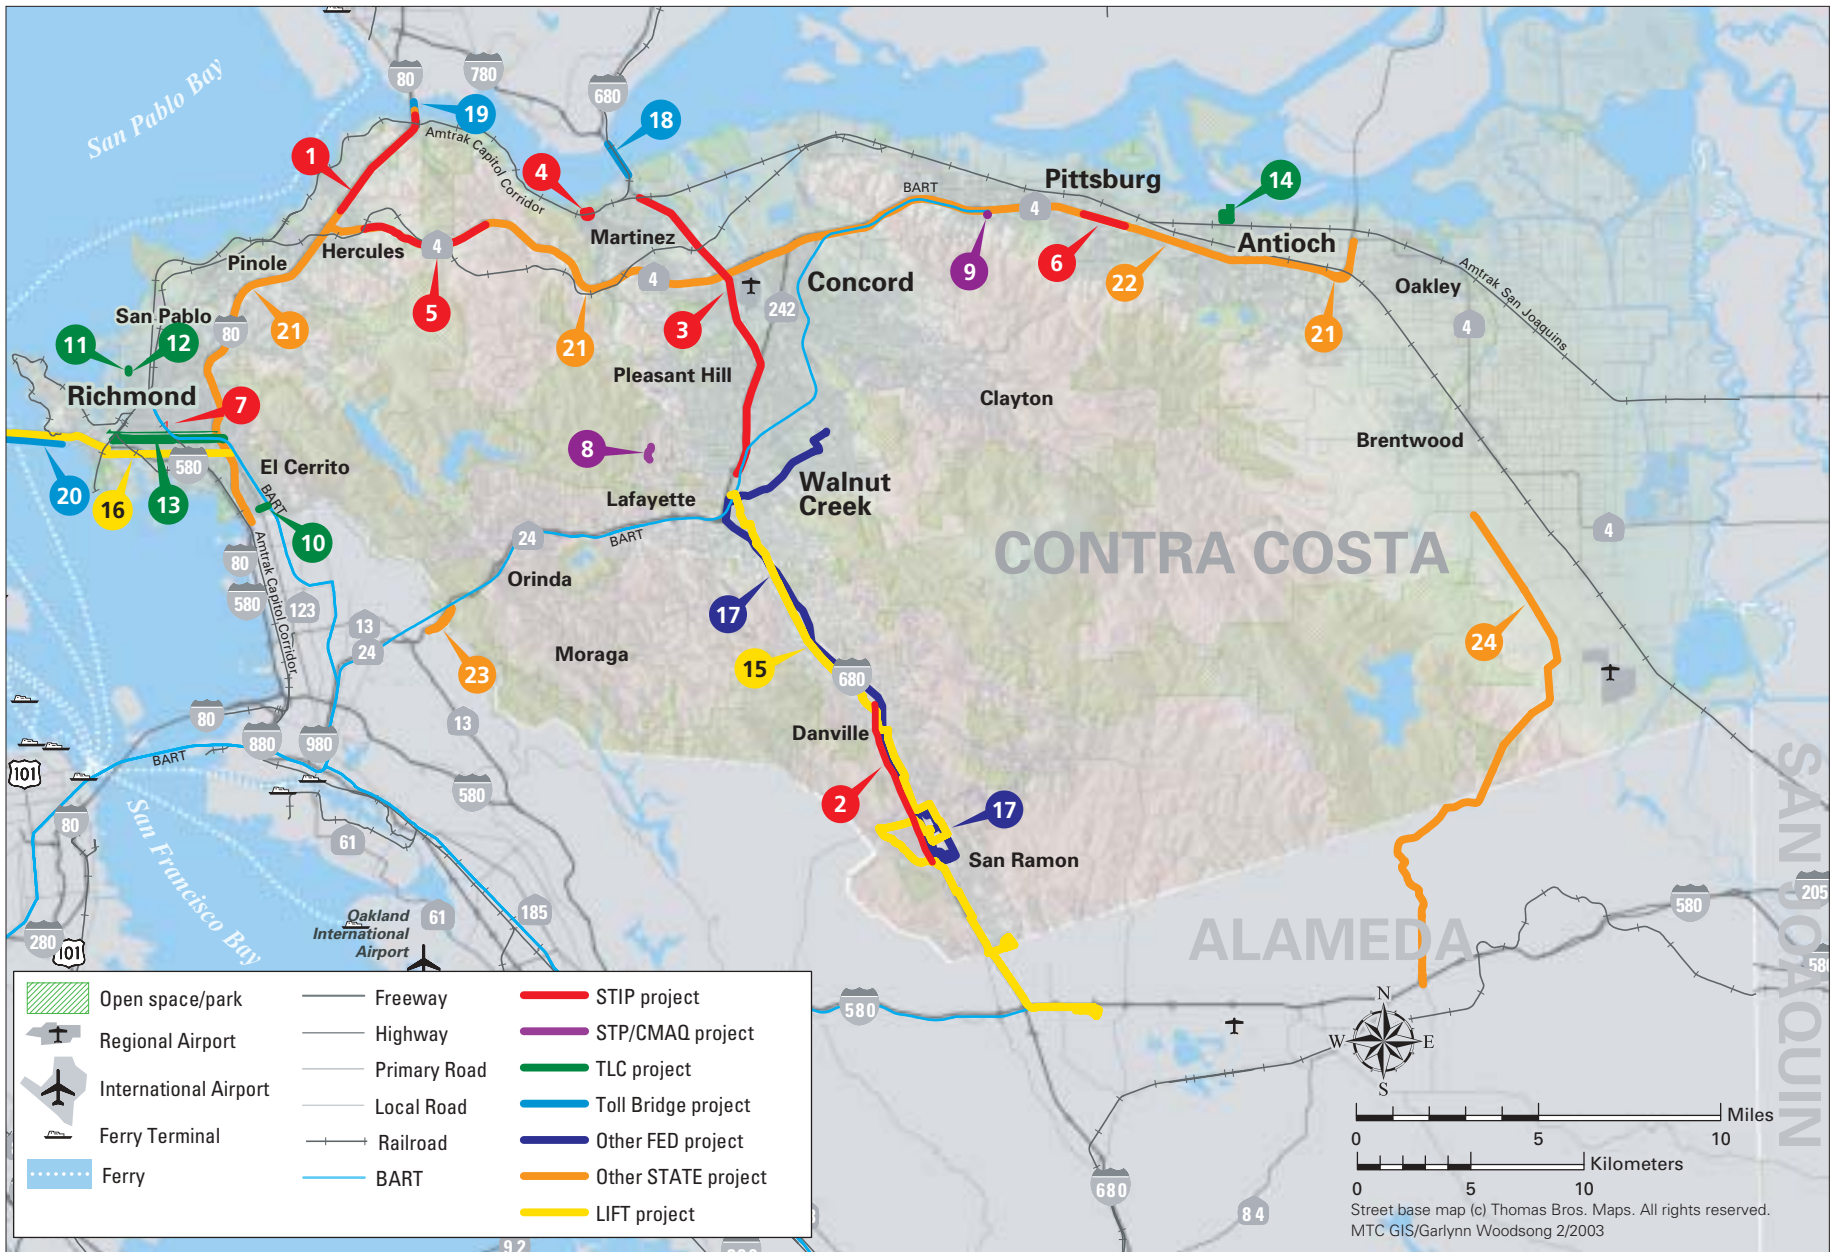 San Pablo Bay
80
780
680
19
18
Amtrak Capitol Corridor
1
4
BART
Pittsburg
14
4
Martinez
Hercules
4
Pinole
9
6
Antioch
22
Concord
4
Oakley
Amtrak San Joaquins
242
5
San Pablo
80
21
21
3
21
4
11
12
Pleasant Hill
Richmond
7
Clayton
Brentwood
8
El Cerrito
580
20
16
13
BART
Lafayette
Walnut
Creek
10
24
BART
CONTRA COSTA
4
80
580
Amtrak Capitol Corridor
123
Orinda
13
24
17
24
Moraga
15
23
680
80
13
880
980
Danville
BART
101
580
2
17
San Francisco Bay
80
61
San Ramon
SAN JOAQUIN
205
580
580
ALAMEDA
Oakland
International
Airport
61
185
280
101
580
Open space/park
Regional Airport
International Airport
Ferry Terminal
Ferry
Freeway
Highway
Primary Road
Local Road
Railroad
BART
STIP project
STP/CMAQ project
TLC project
Toll Bridge project
Other FED project
Other STATE project
LIFT project
N
W
E
S
Miles
0
5
10
Kilometers
0
5
10
680
84
92
Street base map (c) Thomas Bros. Maps. All rights reserved.
MTC GIS/Garlynn Woodsong 2/2003